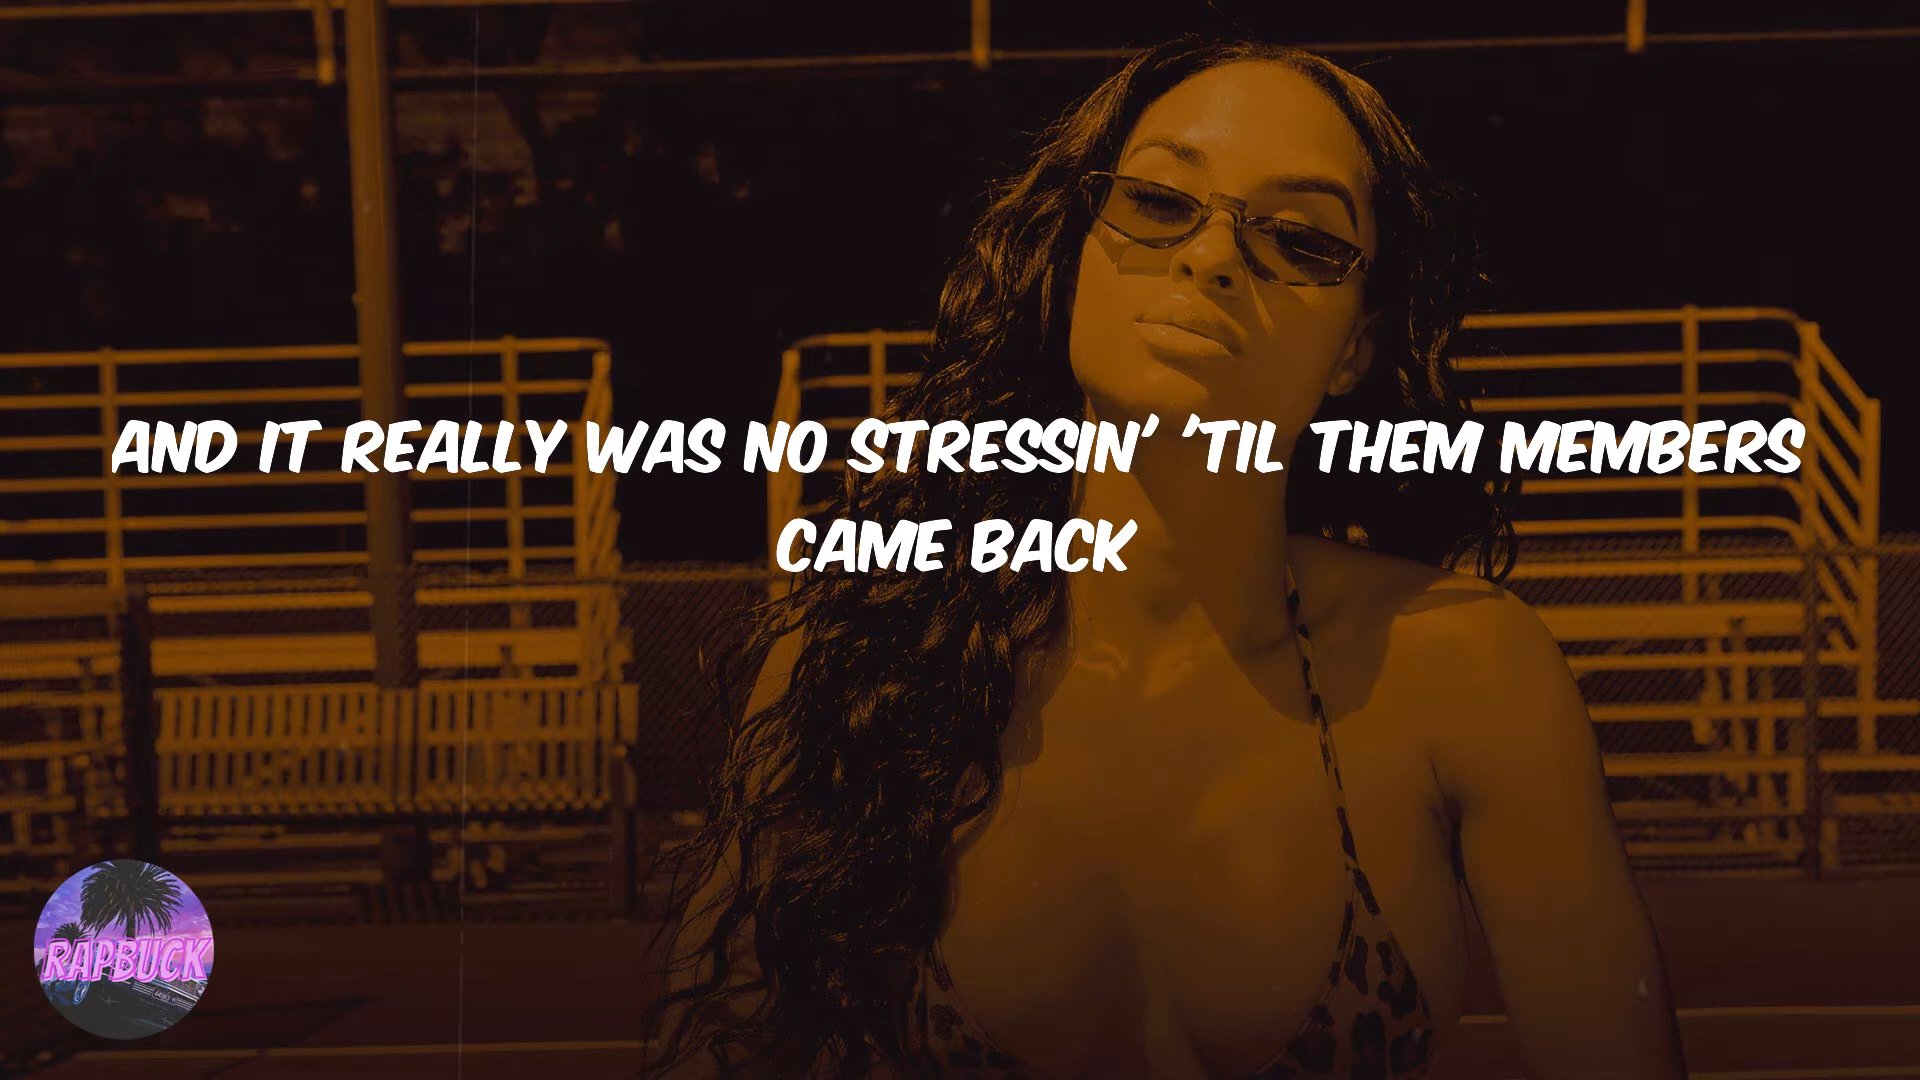 AND IT REALLY WAS NO STRESSIN' 'TIL THEM MEMBERS
CAME BACK
RAPBUCK